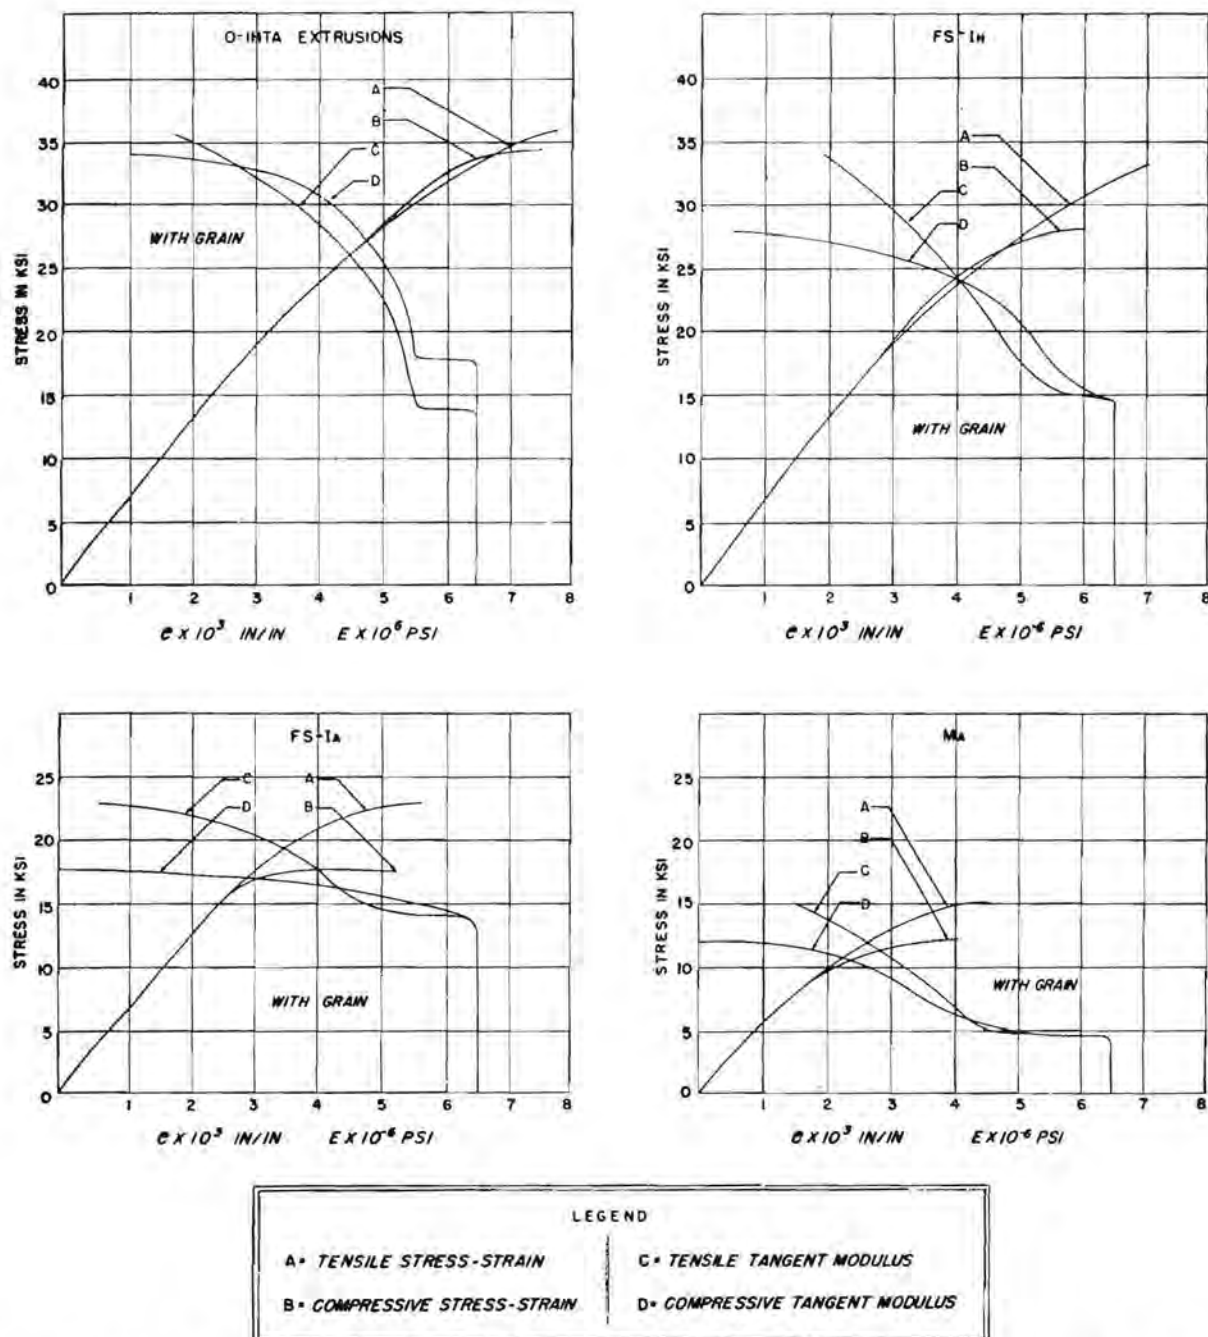 O-IHTA EXTRUSIONS
40
35
30
25
20
15
10
5
0
STRESS IN KSI
A
B
C
D
WITH GRAIN
1 2 3 4 5 6 7 8
e X 10³ IN/IN E X 10⁶ PSI
FS-IH
40
35
30
25
20
15
10
5
0
STRESS IN KSI
A
B
C
D
WITH GRAIN
1 2 3 4 5 6 7 8
e X 10³ IN/IN E X 10⁻⁶ PSI
FS-IA
25
20
15
10
5
0
STRESS IN KSI
C A
D B
WITH GRAIN
1 2 3 4 5 6 7 8
e X 10³ IN/IN E X 10⁻⁶ PSI
MIA
25
20
15
10
5
0
STRESS IN KSI
A
B
C
D
WITH GRAIN
1 2 3 4 5 6 7 8
e X 10³ IN/IN E X 10⁻⁶ PSI
LEGEND
A= TENSILE STRESS-STRAIN
B= COMPRESSIVE STRESS-STRAIN
C= TENSILE TANGENT MODULUS
D= COMPRESSIVE TANGENT MODULUS